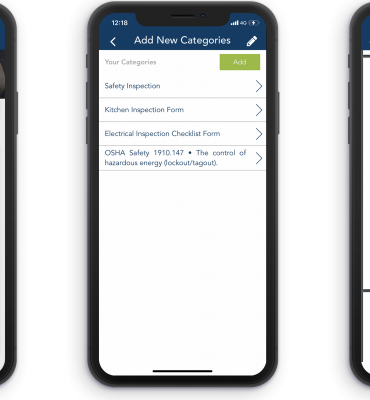 12:18
4G
Add New Categories
Your Categories
Add
Safety Inspection
Kitchen Inspection Form
Electrical Inspection Checklist Form
OSHA Safety 1910.147 • The control of
hazardous energy (lockout/tagout).